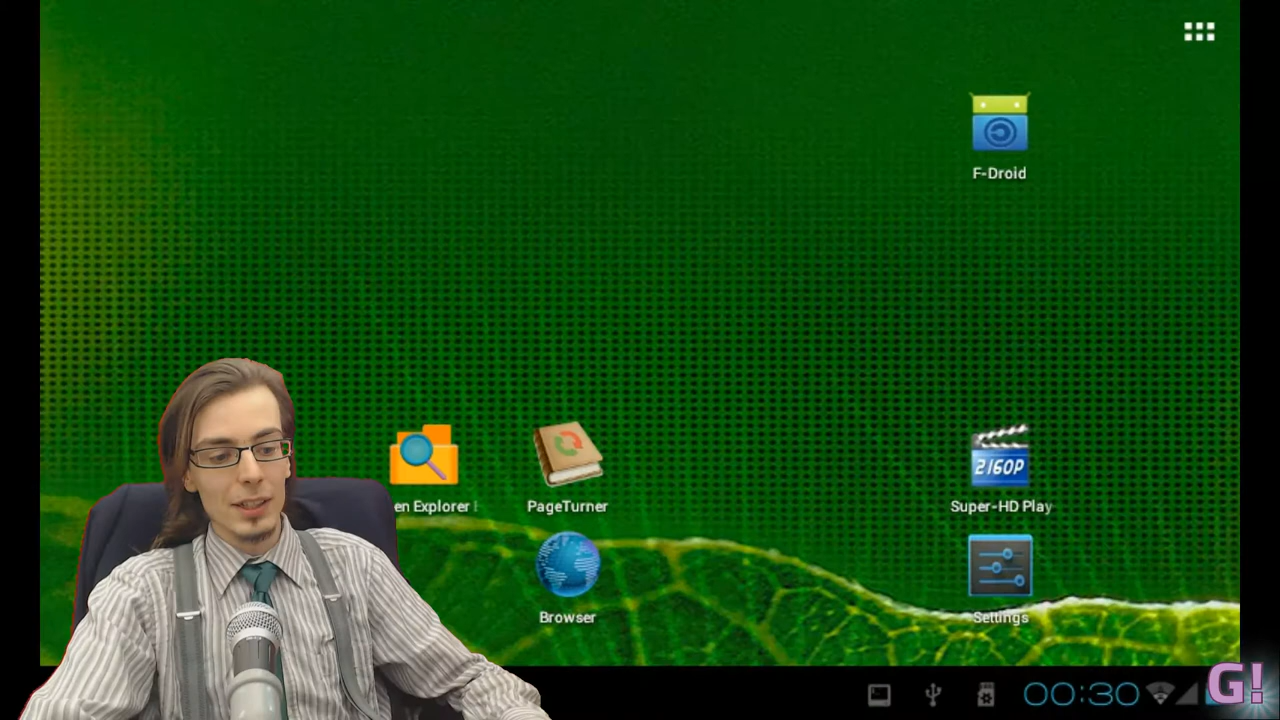 F-Droid
en Explorer
PageTurner
2160P
Super-HD Play
Browser
Settings
00:30
G!